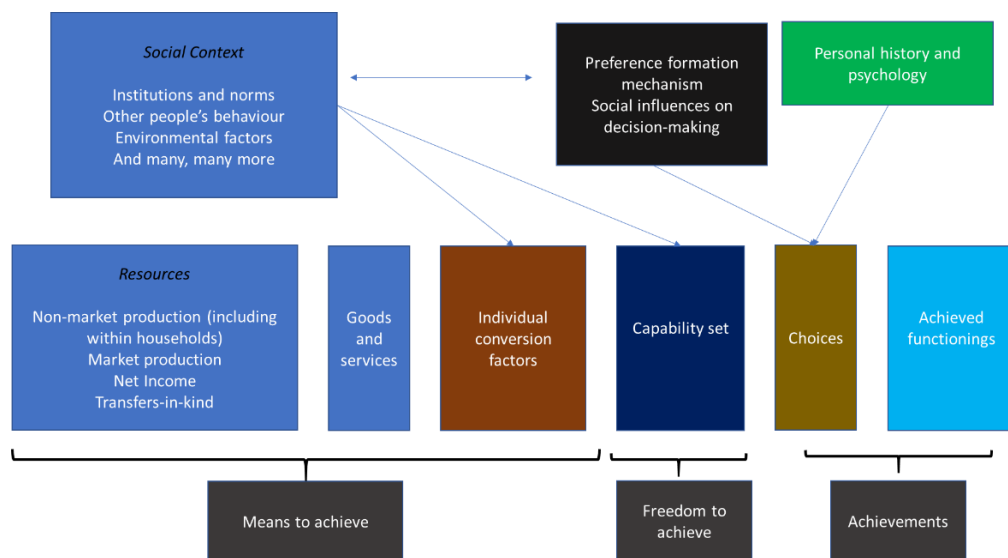 Social Context
Institutions and norms
Other people's behaviour
Environmental factors
And many, many more
Preference formation
mechanism
Social influences on
decision-making
Personal history and
psychology
Resources
Non-market production (including
within households)
Market production
Net Income
Transfers-in-kind
Goods
and
services
Individual
conversion
factors
Capability set
Choices
Achieved
functionings
Means to achieve
Freedom to
achieve
Achievements